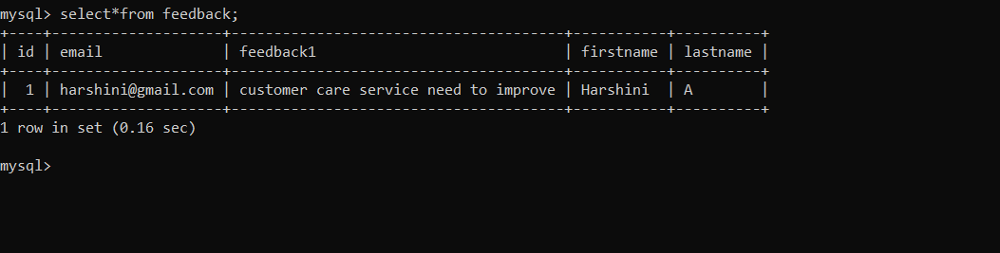 mysql> select*from feedback;
+----+--------------------+---------------------------------------+-----------+----------+
| id | email              | feedback1                             | firstname | lastname |
+----+--------------------+---------------------------------------+-----------+----------+
|  1 | harshini@gmail.com | customer care service need to improve | Harshini  | A        |
+----+--------------------+---------------------------------------+-----------+----------+
1 row in set (0.16 sec)
mysql>